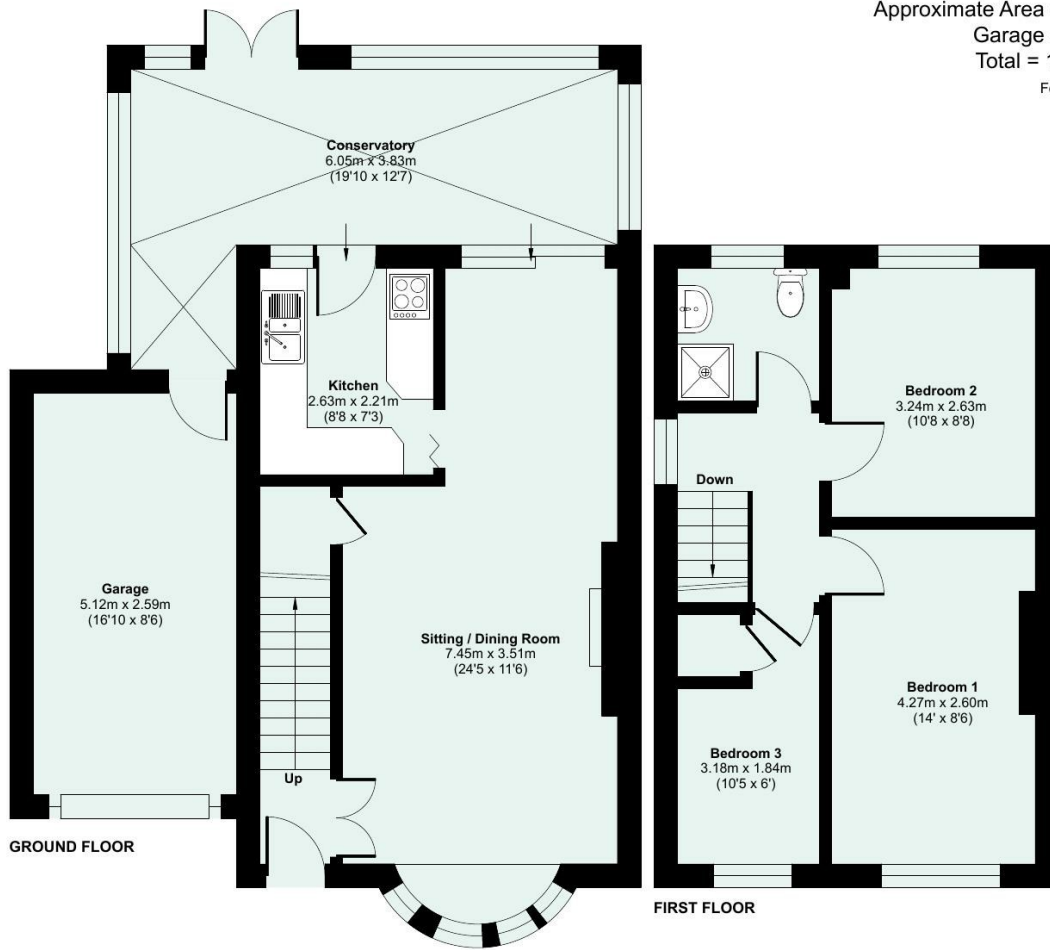 Approximate Area
Garage
Total = 1
Conservatory
6.05m x 3.83m
(19'10 x 12'7)
Kitchen
2.63m x 2.21m
(8'8 x 7'3)
Bedroom 2
3.24m x 2.63m
(10'8 x 8'8)
Down
Garage
5.12m x 2.59m
(16'10 x 8'6)
Sitting / Dining Room
7.45m x 3.51m
(24'5 x 11'6)
Bedroom 1
4.27m x 2.60m
(14' x 8'6)
Bedroom 3
3.18m x 1.84m
(10'5 x 6')
Up
GROUND FLOOR
FIRST FLOOR